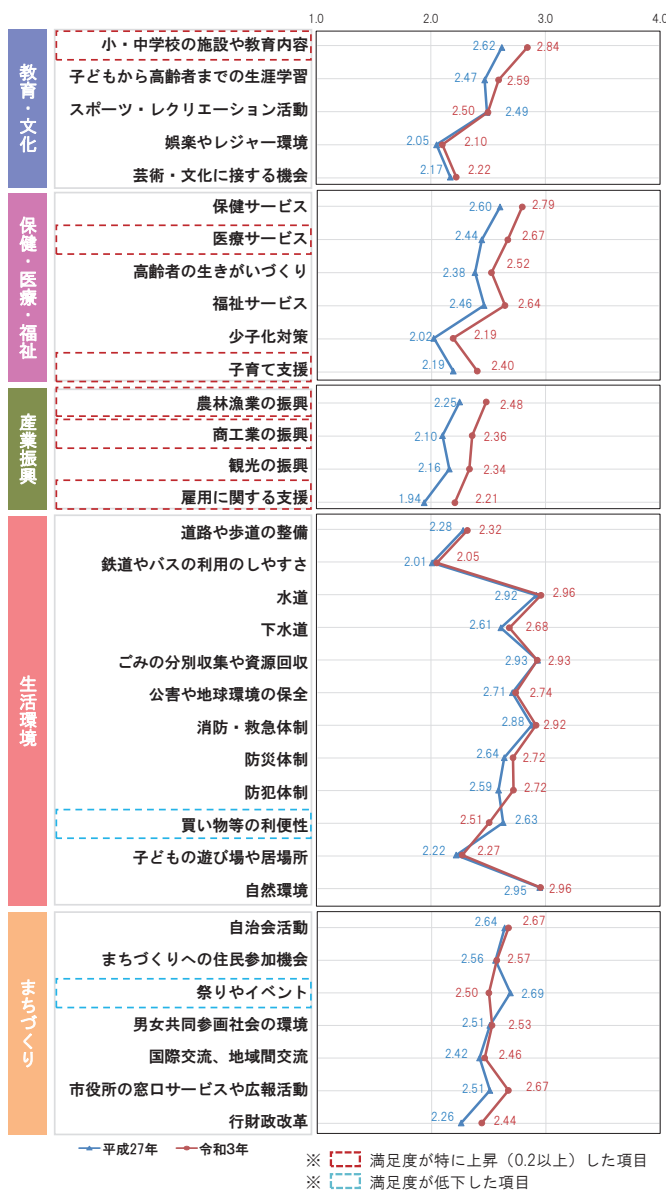 1.0 2.0 3.0 4.0
教育・文化
小・中学校の施設や教育内容 2.62 2.84
子どもから高齢者までの生涯学習 2.47 2.59
スポーツ・レクリエーション活動 2.50 2.49
娯楽やレジャー環境 2.05 2.10
芸術・文化に接する機会 2.17 2.22
保健・医療・福祉
保健サービス 2.60 2.79
医療サービス 2.44 2.67
高齢者の生きがいづくり 2.38 2.52
福祉サービス 2.46 2.64
少子化対策 2.02 2.19
子育て支援 2.19 2.40
産業振興
農林漁業の振興 2.25 2.48
商工業の振興 2.10 2.36
観光の振興 2.16 2.34
雇用に関する支援 1.94 2.21
生活環境
道路や歩道の整備 2.28 2.32
鉄道やバスの利用のしやすさ 2.01 2.05
水道 2.92 2.96
下水道 2.61 2.68
ごみの分別収集や資源回収 2.93 2.93
公害や地球環境の保全 2.71 2.74
消防・救急体制 2.88 2.92
防災体制 2.64 2.72
防犯体制 2.59 2.72
買い物等の利便性 2.51 2.63
子どもの遊び場や居場所 2.22 2.27
自然環境 2.95 2.96
まちづくり
自治会活動 2.64 2.67
まちづくりへの住民参加機会 2.56 2.57
祭りやイベント 2.50 2.69
男女共同参画社会の環境 2.51 2.53
国際交流、地域間交流 2.42 2.46
市役所の窓口サービスや広報活動 2.51 2.67
行財政改革 2.26 2.44
平成27年 令和3年
※ 満足度が特に上昇（0.2以上）した項目
※ 満足度が低下した項目